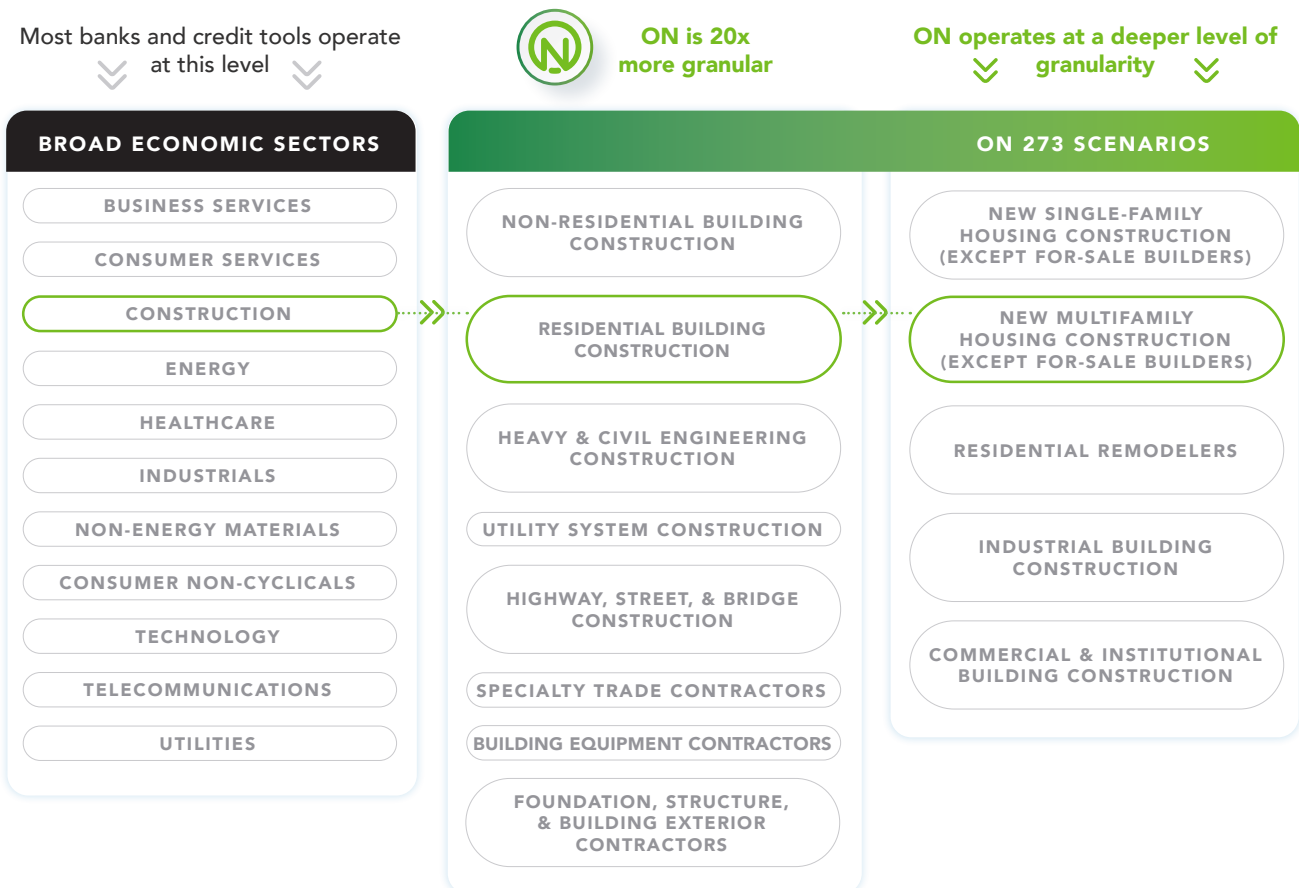 Most banks and credit tools operate
at this level
ON is 20x
more granular
ON operates at a deeper level of
granularity
BROAD ECONOMIC SECTORS
BUSINESS SERVICES
CONSUMER SERVICES
CONSTRUCTION
ENERGY
HEALTHCARE
INDUSTRIALS
NON-ENERGY MATERIALS
CONSUMER NON-CYCLICALS
TECHNOLOGY
TELECOMMUNICATIONS
UTILITIES
NON-RESIDENTIAL BUILDING
CONSTRUCTION
RESIDENTIAL BUILDING
CONSTRUCTION
HEAVY & CIVIL ENGINEERING
CONSTRUCTION
UTILITY SYSTEM CONSTRUCTION
HIGHWAY, STREET, & BRIDGE
CONSTRUCTION
SPECIALTY TRADE CONTRACTORS
BUILDING EQUIPMENT CONTRACTORS
FOUNDATION, STRUCTURE,
& BUILDING EXTERIOR
CONTRACTORS
ON 273 SCENARIOS
NEW SINGLE-FAMILY
HOUSING CONSTRUCTION
(EXCEPT FOR-SALE BUILDERS)
NEW MULTIFAMILY
HOUSING CONSTRUCTION
(EXCEPT FOR-SALE BUILDERS)
RESIDENTIAL REMODELERS
INDUSTRIAL BUILDING
CONSTRUCTION
COMMERCIAL & INSTITUTIONAL
BUILDING CONSTRUCTION